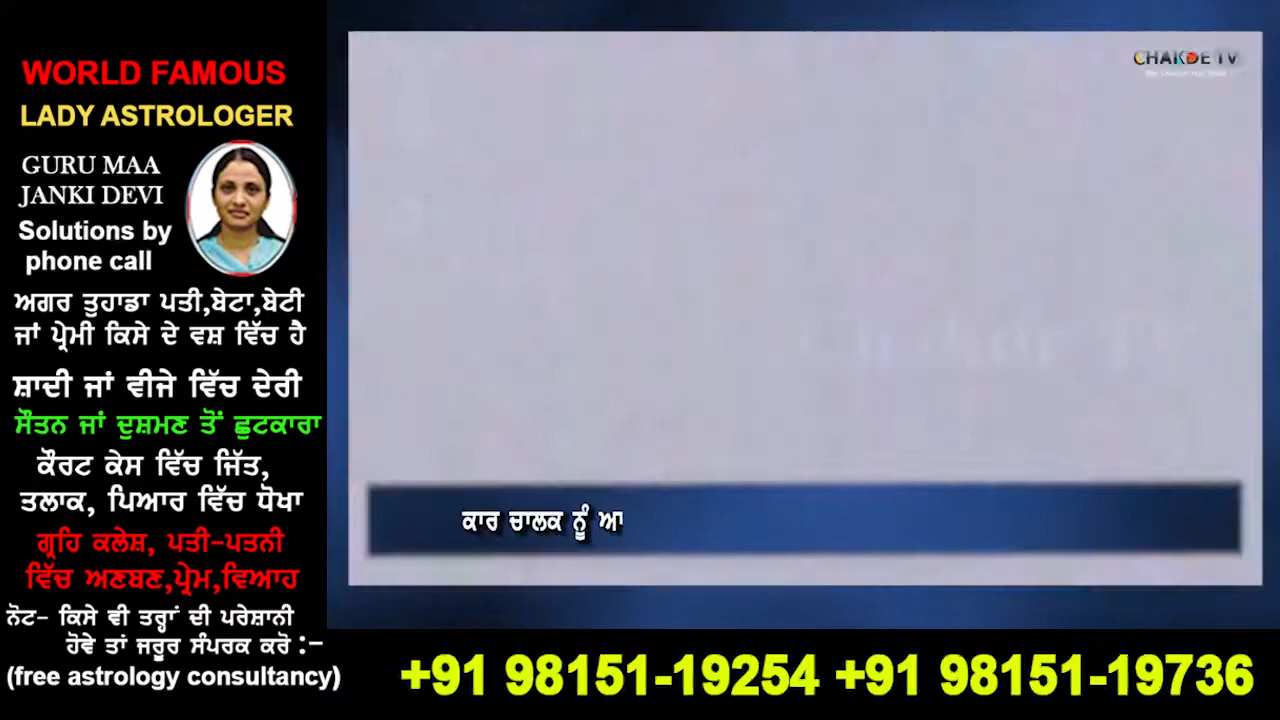 WORLD FAMOUS
LADY ASTROLOGER
GURU MAA
JANKI DEVI
Solutions by
phone call
ਅਗਰ ਤੁਹਾਡਾ ਪਤੀ,ਬੇਟਾ,ਬੇਟੀ
ਜਾਂ ਪ੍ਰੇਮੀ ਕਿਸੇ ਦੇ ਵਸ਼ ਵਿੱਚ ਹੈ
ਸ਼ਾਦੀ ਜਾਂ ਵੀਜੇ ਵਿੱਚ ਦੇਰੀ
ਸੌਤਨ ਜਾਂ ਦੁਸ਼ਮਣ ਤੋਂ ਛੁਟਕਾਰਾ
ਕੌਰਟ ਕੇਸ ਵਿੱਚ ਜਿੱਤ,
ਤਲਾਕ, ਪਿਆਰ ਵਿੱਚ ਧੋਖਾ
ਗ੍ਰਹਿ ਕਲੇਸ਼, ਪਤੀ-ਪਤਨੀ
ਵਿੱਚ ਅਣਬਣ,ਪ੍ਰੇਮ,ਵਿਆਹ
ਨੋਟ- ਕਿਸੇ ਵੀ ਤਰ੍ਹਾਂ ਦੀ ਪਰੇਸ਼ਾਨੀ
ਹੋਵੇ ਤਾਂ ਜਰੂਰ ਸੰਪਰਕ ਕਰੋ :-
(free astrology consultancy)
CHAKDE TV
ਕਾਰ ਚਾਲਕ ਨੂੰ ਆ
+91 98151-19254 +91 98151-19736